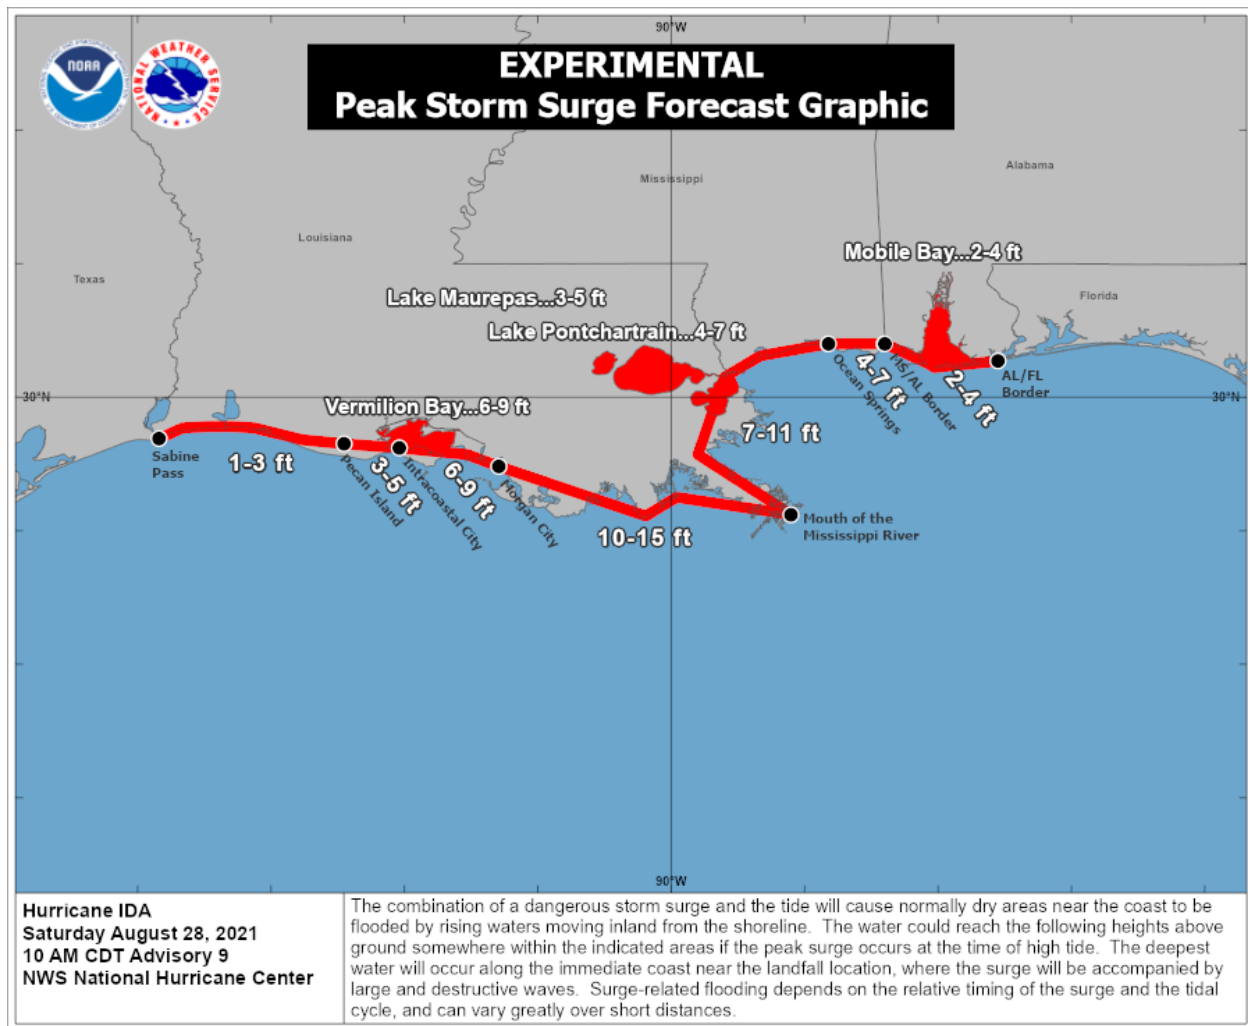 90°W
EXPERIMENTAL
Peak Storm Surge Forecast Graphic
NOAA
NATIONAL WEATHER SERVICE
Alabama
Mississippi
Louisiana
Texas
Mobile Bay...2-4 ft
Florida
Lake Maurepas...3-5 ft
Lake Pontchartrain...4-7 ft
30°N
30°N
Vermilion Bay...6-9 ft
Ocean Springs
4-7 ft
MS/AL Border
2-4 ft
AL/FL
Border
7-11 ft
Sabine
Pass
1-3 ft
Pecan Island
3-5 ft
Intracoastal City
6-9 ft
Morgan City
10-15 ft
Mouth of the
Mississippi River
90°W
Hurricane IDA
Saturday August 28, 2021
10 AM CDT Advisory 9
NWS National Hurricane Center
The combination of a dangerous storm surge and the tide will cause normally dry areas near the coast to be
flooded by rising waters moving inland from the shoreline. The water could reach the following heights above
ground somewhere within the indicated areas if the peak surge occurs at the time of high tide. The deepest
water will occur along the immediate coast near the landfall location, where the surge will be accompanied by
large and destructive waves. Surge-related flooding depends on the relative timing of the surge and the tidal
cycle, and can vary greatly over short distances.